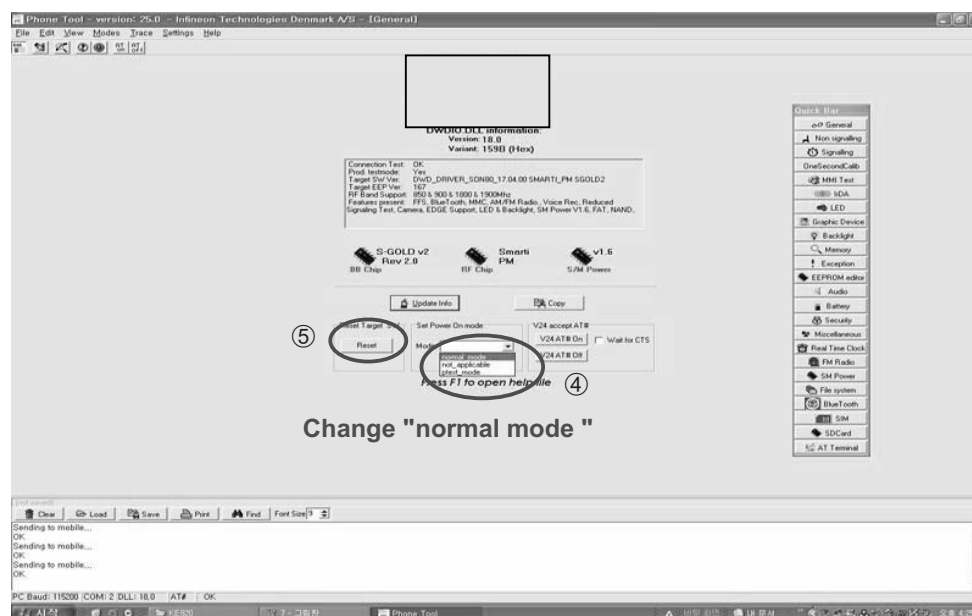 Phone Tool - version: 25.0 - Infineon Technologies Denmark A/S - [General]
File Edit View Modes Trace Settings Help
DWDIO.DLL information:
Version: 18.0
Variant: 159B (Hex)
Connection Test: OK
Prod. testmode: Yes
Target SW Ver: DWD_DRIVER_SON80_17.04.00 SMARTI_PM SGOLD2
Target EEP Ver: 167
RF Band Support: 850 & 900 & 1800 & 1900Mhz
Features present: FFS, BlueTooth, MMC, AM/FM Radio, Voice Rec, Reduced
Signaling Test, Camera, EDGE Support, LED & Backlight, SM Power V1.6, FAT, NAND,
S-GOLD v2
Rev 2.0
BB Chip
Smarti
PM
RF Chip
v1.6
S/M Power
Update Info
Copy
Reset Target
Reset
⑤
Set Power On mode
Mode
normal_mode
not_applicable
ptest_mode
④
V24 accept AT#
V24 AT# On
Wait for CTS
V24 AT# Off
Press F1 to open help file
Change "normal mode "
Quick Bar
General
Non signaling
Signaling
OneSecondCalib
MMI Test
IrDA
LED
Graphic Device
Backlight
Memory
Exception
EEPROM editor
Audio
Battery
Security
Miscellaneous
Real Time Clock
FM Radio
SM Power
File system
BlueTooth
SIM
SDCard
AT Terminal
Clear Load Save Print Find Font Size 9
Sending to mobile...
OK
Sending to mobile...
OK
Sending to mobile...
OK
PC Baud: 115200 COM: 2 DLL: 18.0 AT# OK
시작 KE820 7 - 그림판 Phone Tool